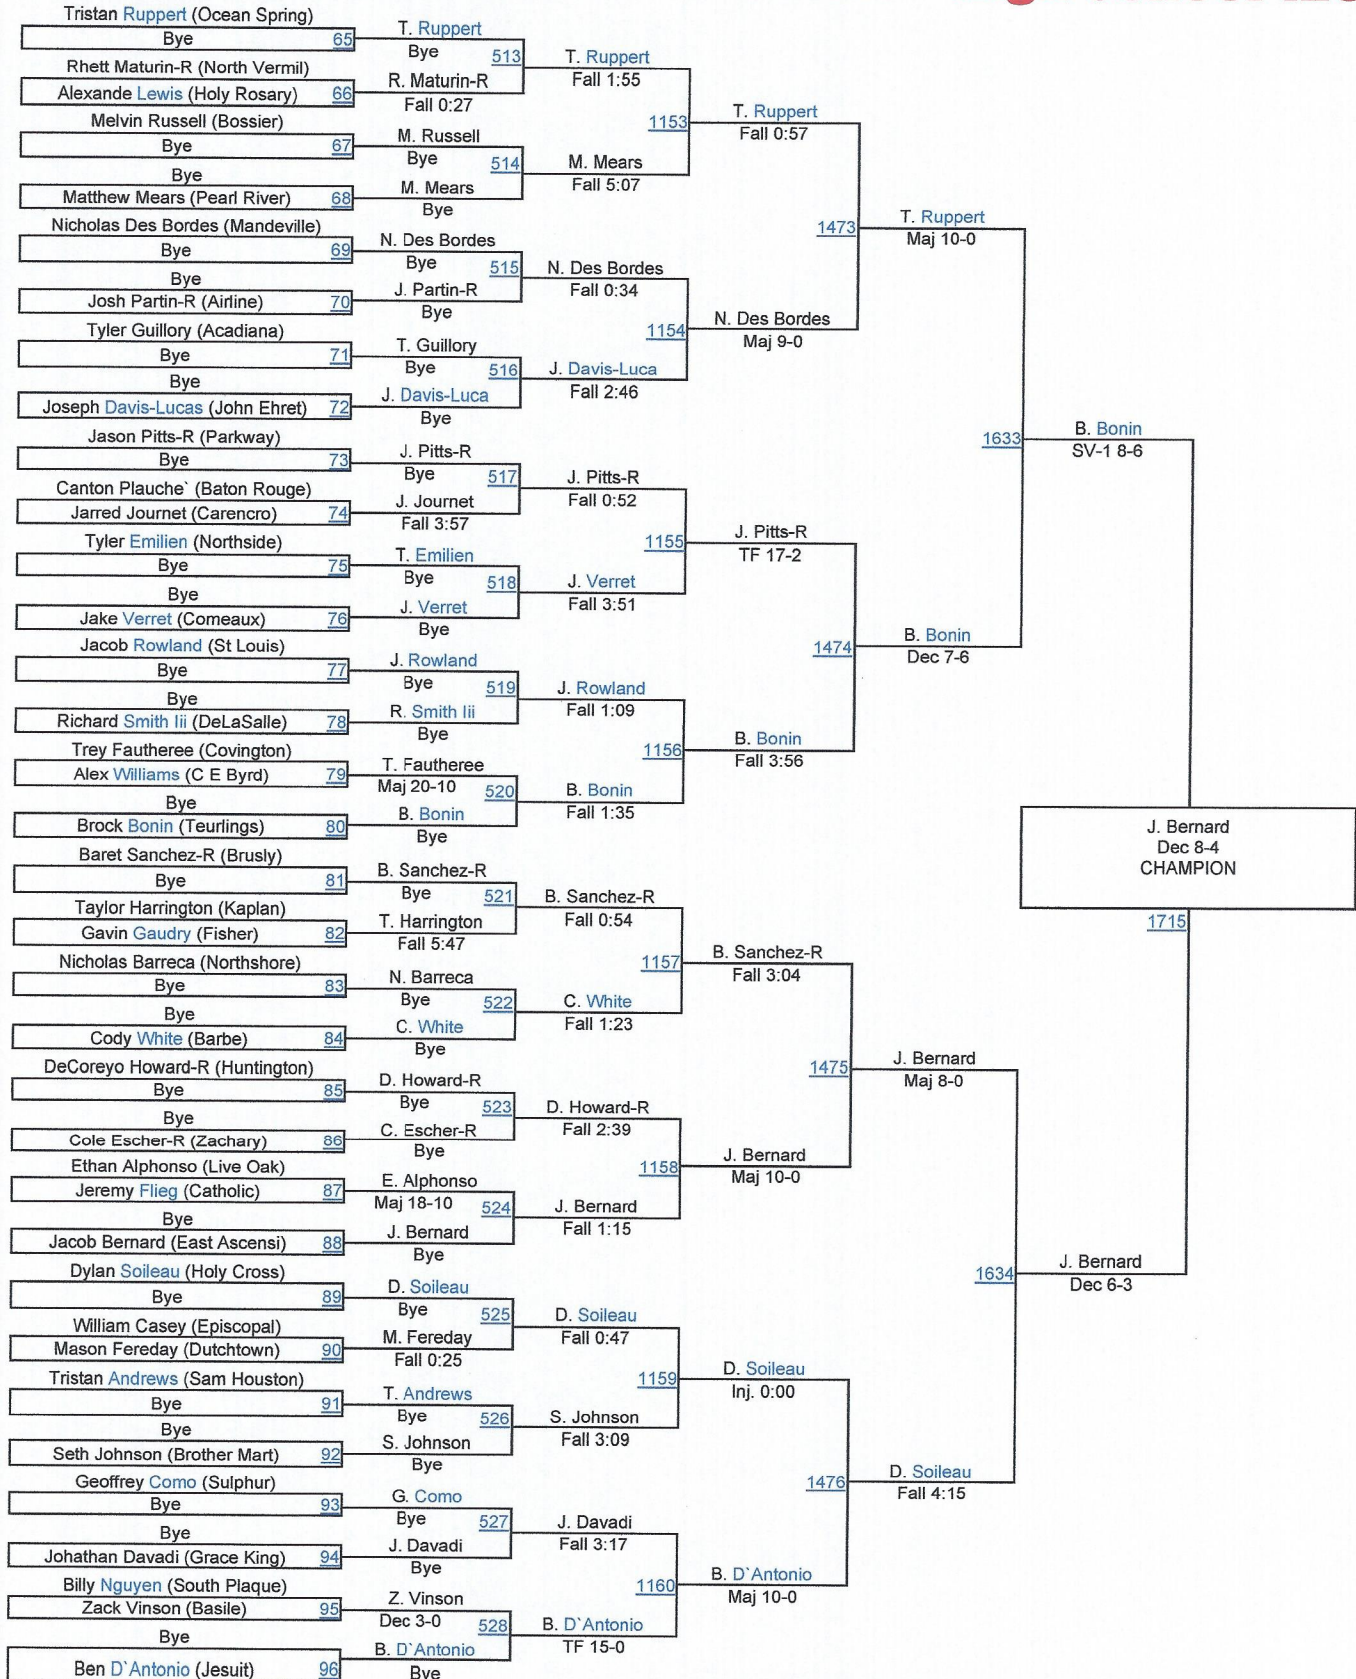 Tristan Ruppert (Ocean Spring)
Bye 65
Rhett Maturin-R (North Vermil)
Alexande Lewis (Holy Rosary) 66
Melvin Russell (Bossier)
Bye 67
Bye
Matthew Mears (Pearl River) 68
Nicholas Des Bordes (Mandeville)
Bye 69
Bye
Josh Partin-R (Airline) 70
Tyler Guillory (Acadiana)
Bye 71
Bye
Joseph Davis-Lucas (John Ehret) 72
Jason Pitts-R (Parkway)
Bye 73
Canton Plauche` (Baton Rouge)
Jarred Journet (Carencro) 74
Tyler Emilien (Northside)
Bye 75
Bye
Jake Verret (Comeaux) 76
Jacob Rowland (St Louis)
Bye 77
Bye
Richard Smith Iii (DeLaSalle) 78
Trey Fautheree (Covington)
Alex Williams (C E Byrd) 79
Bye
Brock Bonin (Teurlings) 80
Baret Sanchez-R (Brusly)
Bye 81
Taylor Harrington (Kaplan)
Gavin Gaudry (Fisher) 82
Nicholas Barreca (Northshore)
Bye 83
Bye
Cody White (Barbe) 84
DeCoreyo Howard-R (Huntington)
Bye 85
Bye
Cole Escher-R (Zachary) 86
Ethan Alphonso (Live Oak)
Jeremy Flieg (Catholic) 87
Bye
Jacob Bernard (East Ascensi) 88
Dylan Soileau (Holy Cross)
Bye 89
William Casey (Episcopal)
Mason Fereday (Dutchtown) 90
Tristan Andrews (Sam Houston)
Bye 91
Bye
Seth Johnson (Brother Mart) 92
Geoffrey Como (Sulphur)
Bye 93
Bye
Johathan Davadi (Grace King) 94
Billy Nguyen (South Plaque)
Zack Vinson (Basile) 95
Bye
Ben D`Antonio (Jesuit) 96
T. Ruppert
Bye 513
R. Maturin-R
Fall 0:27
M. Russell
Bye 514
M. Mears
Bye
N. Des Bordes
Bye 515
J. Partin-R
Bye
T. Guillory
Bye 516
J. Davis-Luca
Bye
J. Pitts-R
Bye 517
J. Journet
Fall 3:57
T. Emilien
Bye 518
J. Verret
Bye
J. Rowland
Bye 519
R. Smith Iii
Bye
T. Fautheree
Maj 20-10 520
B. Bonin
Bye
B. Sanchez-R
Bye 521
T. Harrington
Fall 5:47
N. Barreca
Bye 522
C. White
Bye
D. Howard-R
Bye 523
C. Escher-R
Bye
E. Alphonso
Maj 18-10 524
J. Bernard
Bye
D. Soileau
Bye 525
M. Fereday
Fall 0:25
T. Andrews
Bye 526
S. Johnson
Bye
G. Como
Bye 527
J. Davadi
Bye
Z. Vinson
Dec 3-0 528
B. D`Antonio
Bye
T. Ruppert
Fall 1:55
1153
M. Mears
Fall 5:07
N. Des Bordes
Fall 0:34
1154
J. Davis-Luca
Fall 2:46
J. Pitts-R
Fall 0:52
1155
J. Verret
Fall 3:51
J. Rowland
Fall 1:09
1156
B. Bonin
Fall 1:35
B. Sanchez-R
Fall 0:54
1157
C. White
Fall 1:23
D. Howard-R
Fall 2:39
1158
J. Bernard
Fall 1:15
D. Soileau
Fall 0:47
1159
S. Johnson
Fall 3:09
J. Davadi
Fall 3:17
1160
B. D`Antonio
TF 15-0
T. Ruppert
Fall 0:57
1473
N. Des Bordes
Maj 9-0
J. Pitts-R
TF 17-2
1474
B. Bonin
Fall 3:56
B. Sanchez-R
Fall 3:04
1475
J. Bernard
Maj 10-0
D. Soileau
Inj. 0:00
1476
B. D`Antonio
Maj 10-0
T. Ruppert
Maj 10-0
1633
B. Bonin
Dec 7-6
J. Bernard
Maj 8-0
1634
D. Soileau
Fall 4:15
B. Bonin
SV-1 8-6
J. Bernard
Dec 8-4
CHAMPION
1715
J. Bernard
Dec 6-3